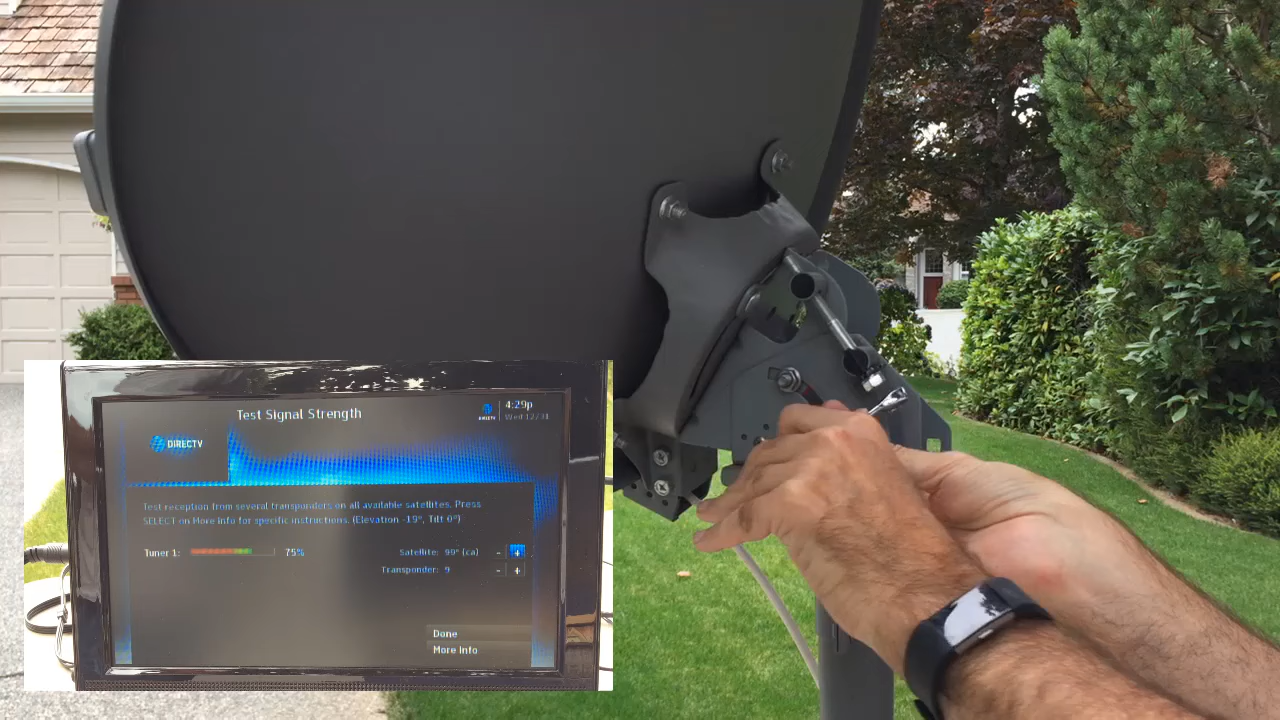 Test Signal Strength
DIRECTV
4:29p
Wed 12/31
DIRECTV
Test reception from several transponders on all available satellites. Press
SELECT on More Info for specific instructions. (Elevation -19°, Tilt 0°)
Tuner 1: 75% Satellite: 99° (ca) - +
Transponder: 9 - +
Done
More Info